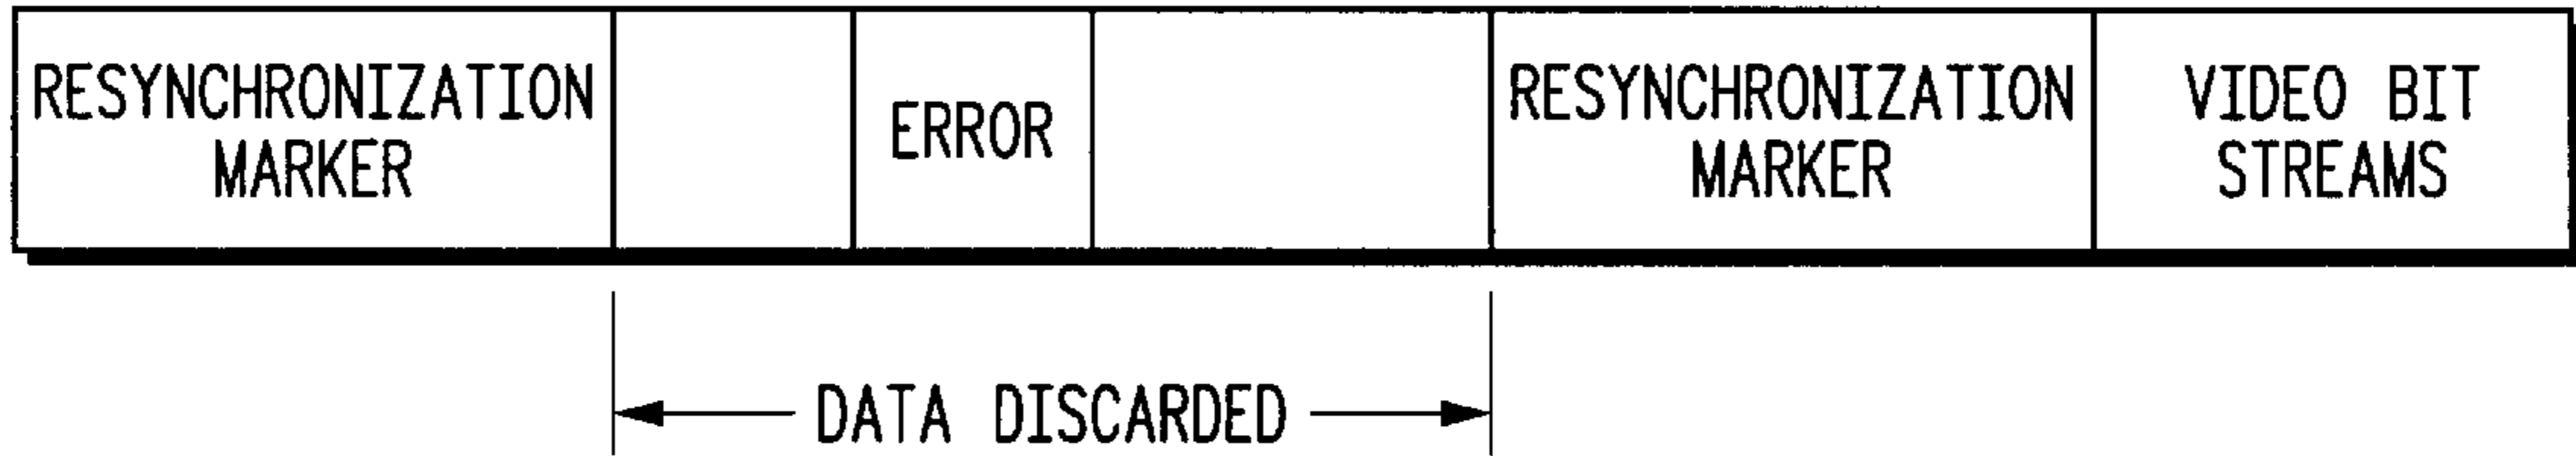 RESYNCHRONIZATION
MARKER
ERROR
RESYNCHRONIZATION
MARKER
VIDEO BIT
STREAMS
DATA DISCARDED